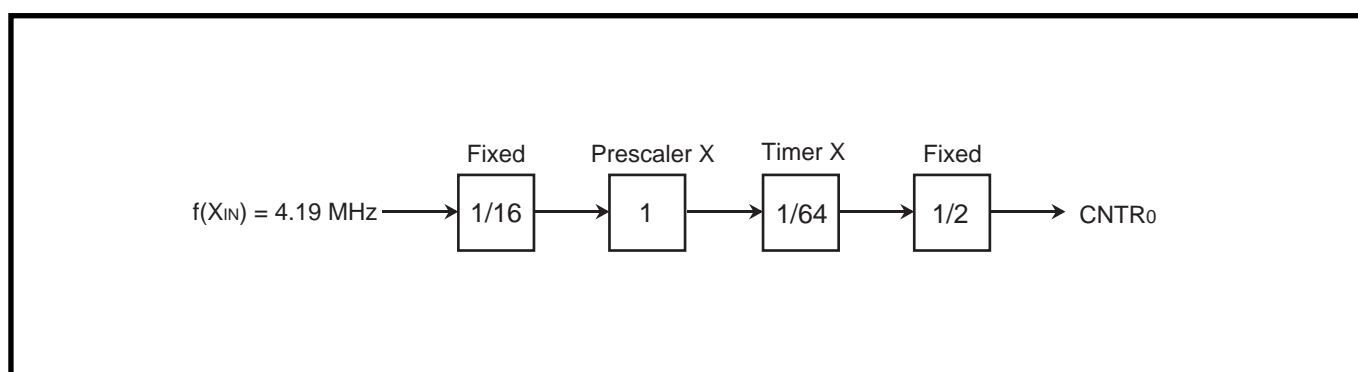 Fixed
Prescaler X
Timer X
Fixed
f(XIN) = 4.19 MHz
1/16
1
1/64
1/2
CNTR0